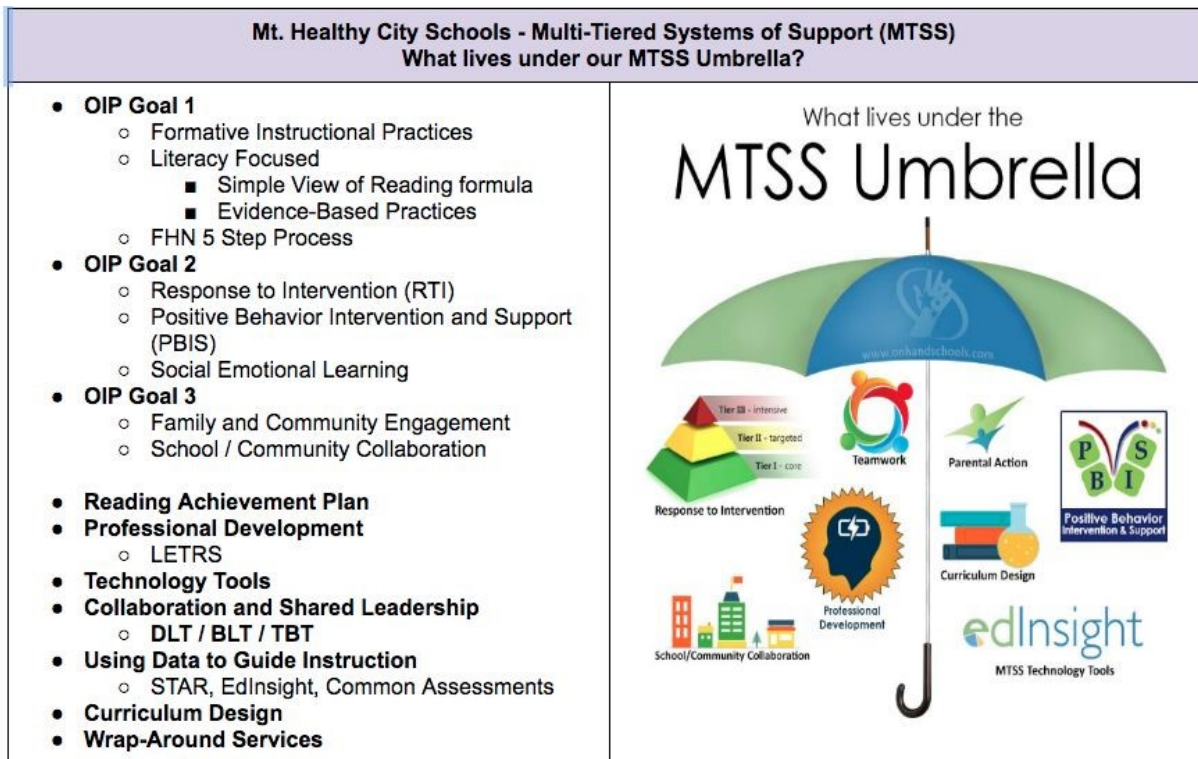 Mt. Healthy City Schools - Multi-Tiered Systems of Support (MTSS)
What lives under our MTSS Umbrella?
● OIP Goal 1
○ Formative Instructional Practices
○ Literacy Focused
■ Simple View of Reading formula
■ Evidence-Based Practices
○ FHN 5 Step Process
● OIP Goal 2
○ Response to Intervention (RTI)
○ Positive Behavior Intervention and Support
(PBIS)
○ Social Emotional Learning
● OIP Goal 3
○ Family and Community Engagement
○ School / Community Collaboration
● Reading Achievement Plan
● Professional Development
○ LETRS
● Technology Tools
● Collaboration and Shared Leadership
○ DLT / BLT / TBT
● Using Data to Guide Instruction
○ STAR, EdInsight, Common Assessments
● Curriculum Design
● Wrap-Around Services
What lives under the
MTSS Umbrella
www.onhandschools.com
Tier III - intensive
Tier II - targeted
Tier I - core
Response to Intervention
Teamwork
Parental Action
P B I S
Positive Behavior
Intervention & Support
Professional
Development
Curriculum Design
School/Community Collaboration
edInsight
MTSS Technology Tools